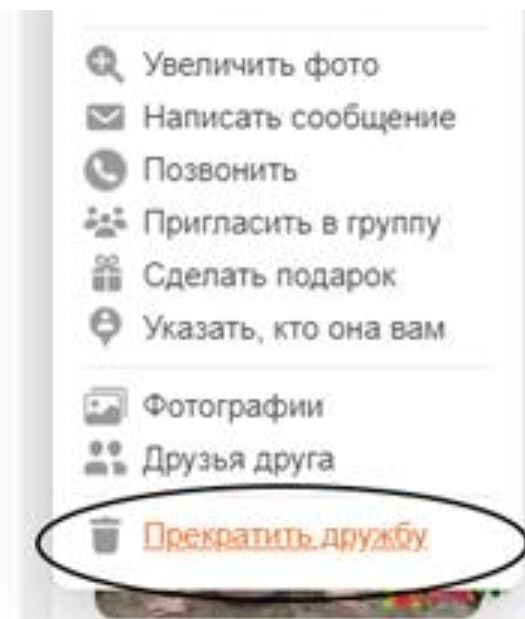 Увеличить фото
Написать сообщение
Позвонить
Пригласить в группу
Сделать подарок
Указать, кто она вам
Фотографии
Друзья друга
Прекратить дружбу